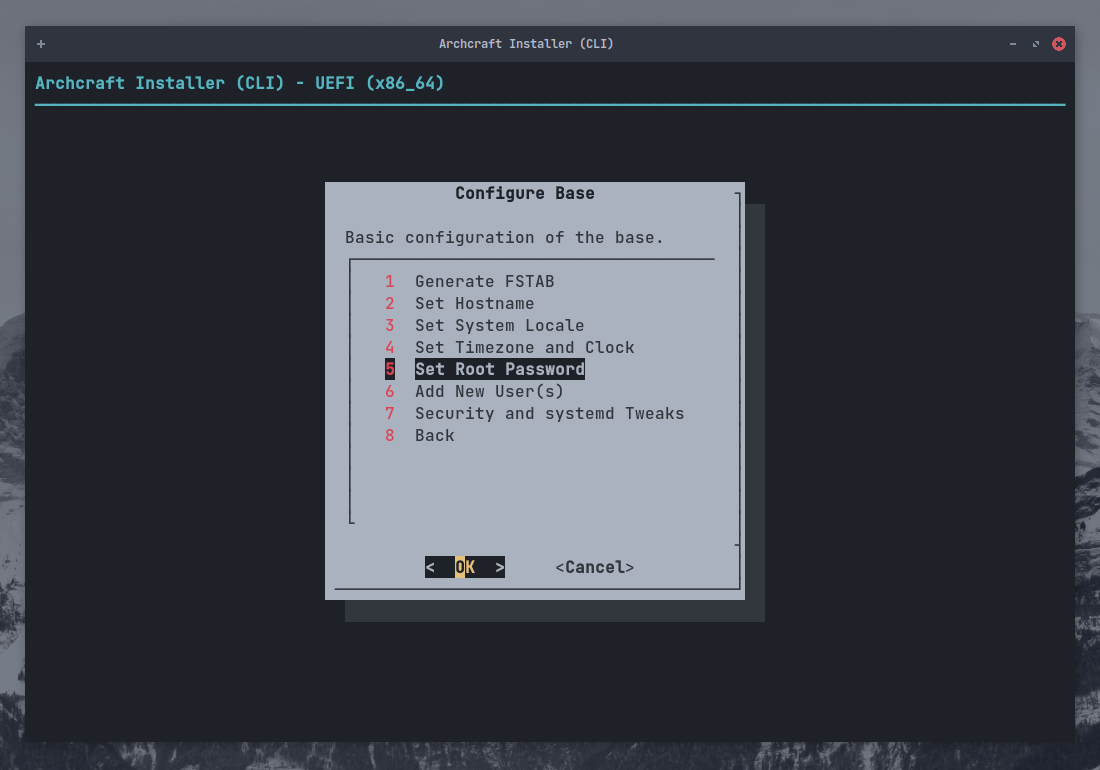 Archcraft Installer (CLI)
Archcraft Installer (CLI) - UEFI (x86_64)
Configure Base
Basic configuration of the base.
1 Generate FSTAB
2 Set Hostname
3 Set System Locale
4 Set Timezone and Clock
5 Set Root Password
6 Add New User(s)
7 Security and systemd Tweaks
8 Back
< OK > <Cancel>